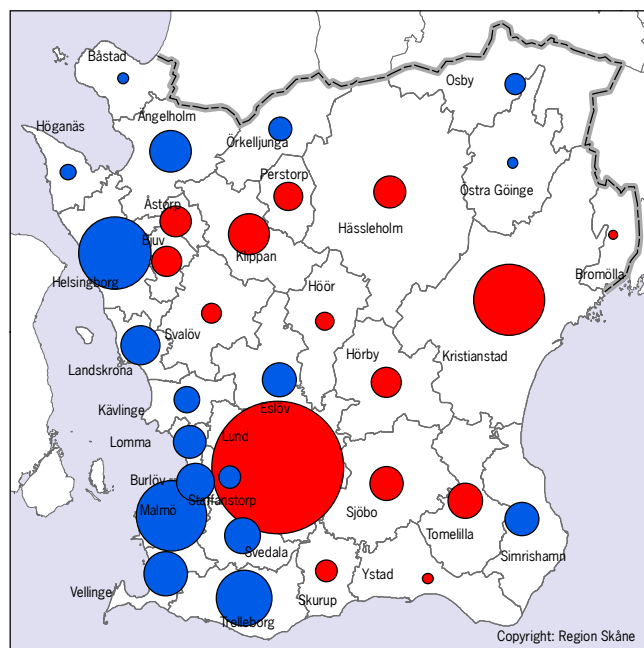 Båstad
Osby
Höganäs
Ängelholm
Örkelljunga
Perstorp
Östra Göinge
Åstorp
Hässleholm
Bjuv
Klippan
Bromölla
Helsingborg
Höör
Svalöv
Hörby
Kristianstad
Landskrona
Kävlinge
Eslöv
Lomma
Lund
Burlöv
Staffanstorp
Malmö
Sjöbo
Tomelilla
Svedala
Simrishamn
Vellinge
Ystad
Skurup
Trelleborg
Copyright: Region Skåne